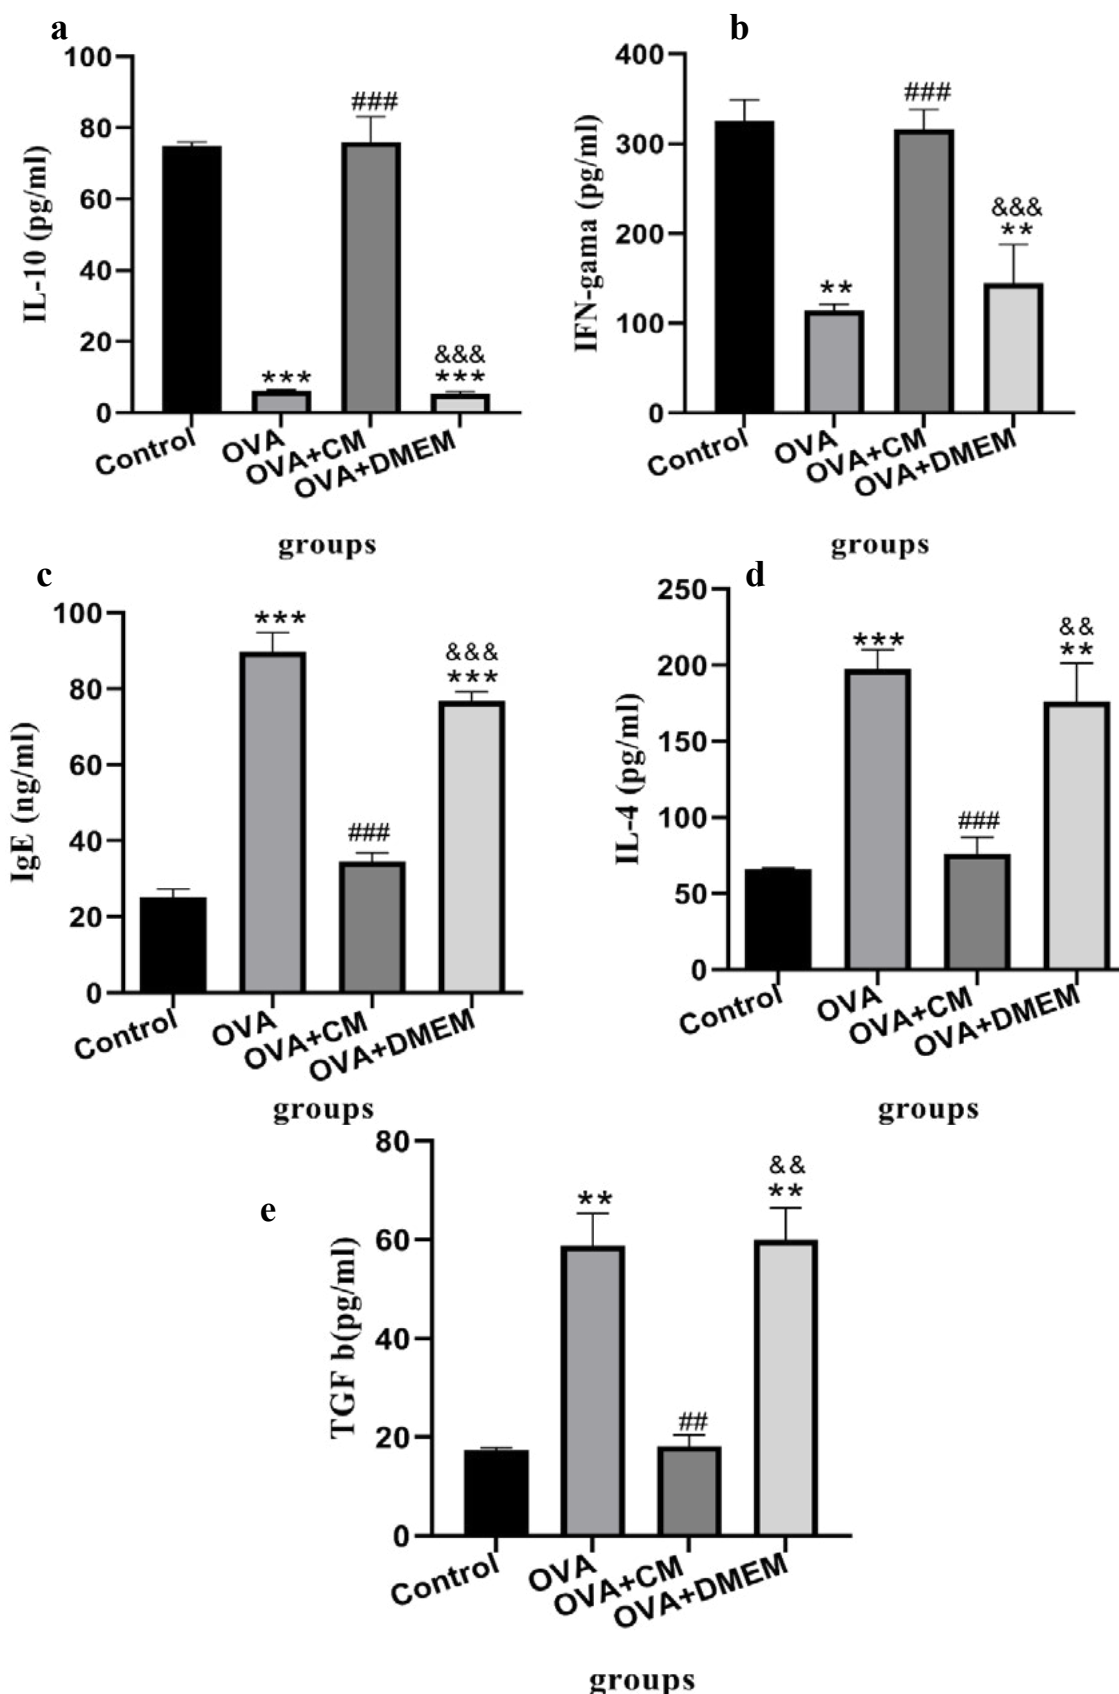 a
IL-10 (pg/ml)
100
80
60
40
20
0
***
###
&&&
***
Control
OVA
OVA+CM
OVA+DMEM
groups
b
IFN-gama (pg/ml)
400
300
200
100
0
**
###
&&&
**
Control
OVA
OVA+CM
OVA+DMEM
groups
c
IgE (ng/ml)
100
80
60
40
20
0
***
###
&&&
***
Control
OVA
OVA+CM
OVA+DMEM
groups
d
IL-4 (pg/ml)
250
200
150
100
50
0
***
###
&&
**
Control
OVA
OVA+CM
OVA+DMEM
groups
e
TGF b(pg/ml)
80
60
40
20
0
**
##
&&
**
Control
OVA
OVA+CM
OVA+DMEM
groups